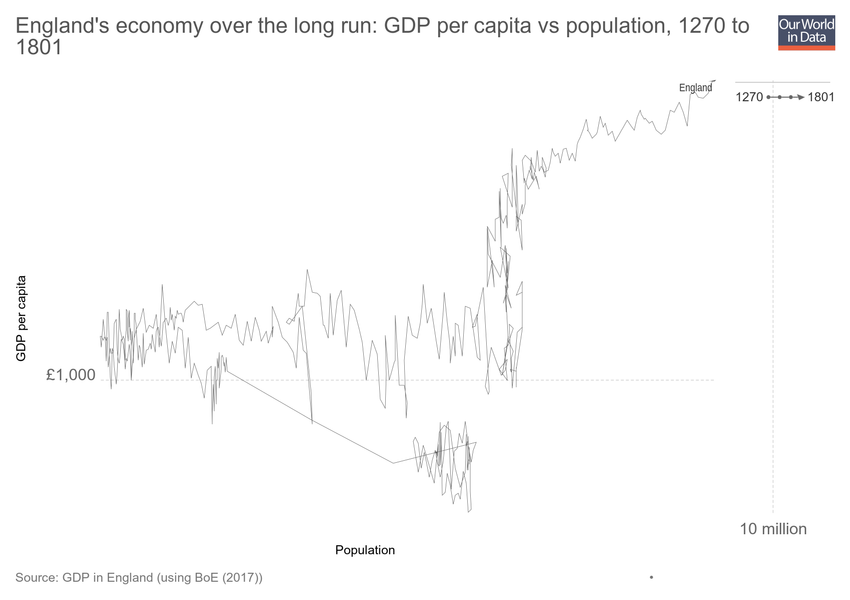 England's economy over the long run: GDP per capita vs population, 1270 to
1801
Our World
in Data
England
1270
1801
GDP per capita
£1,000
10 million
Population
Source: GDP in England (using BoE (2017))